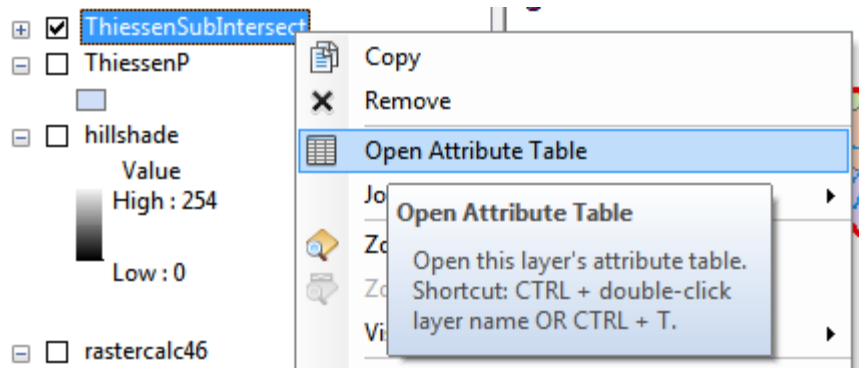 ThiessenSubIntersect
ThiessenP
hillshade
Value
High : 254
Low : 0
rastercalc46
Copy
Remove
Open Attribute Table
Open Attribute Table
Open this layer's attribute table.
Shortcut: CTRL + double-click
layer name OR CTRL + T.